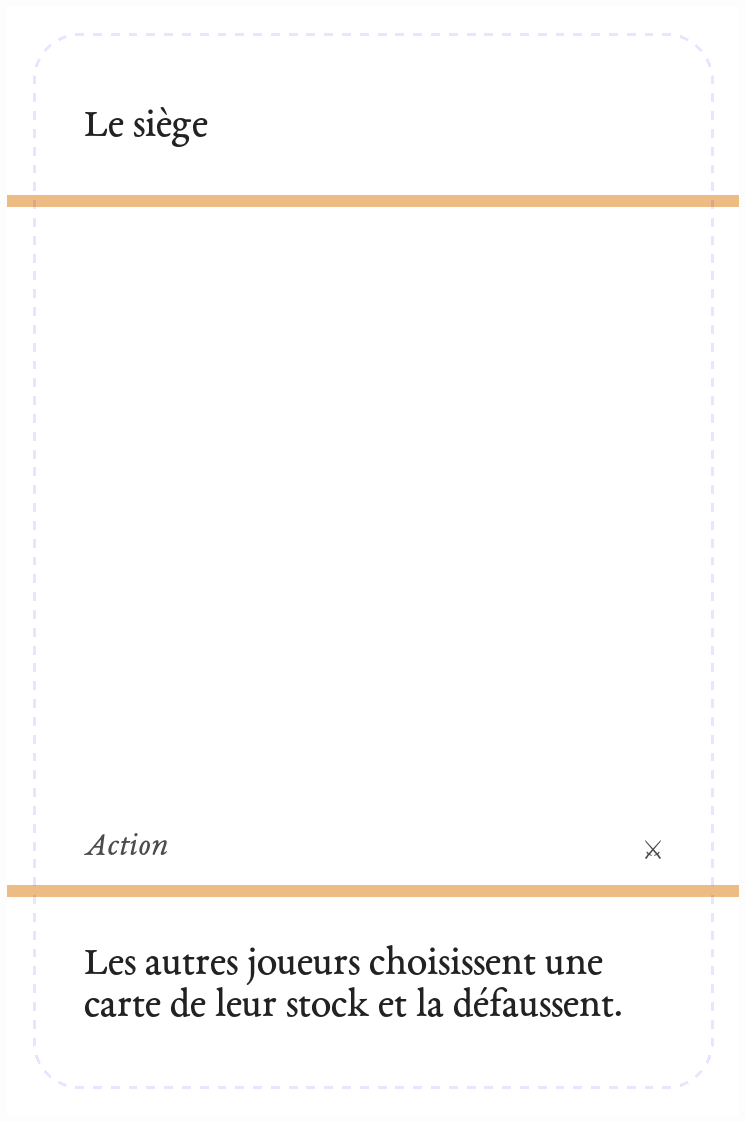 Le siège
Action ⚔
Les autres joueurs choisissent une
carte de leur stock et la défaussent.